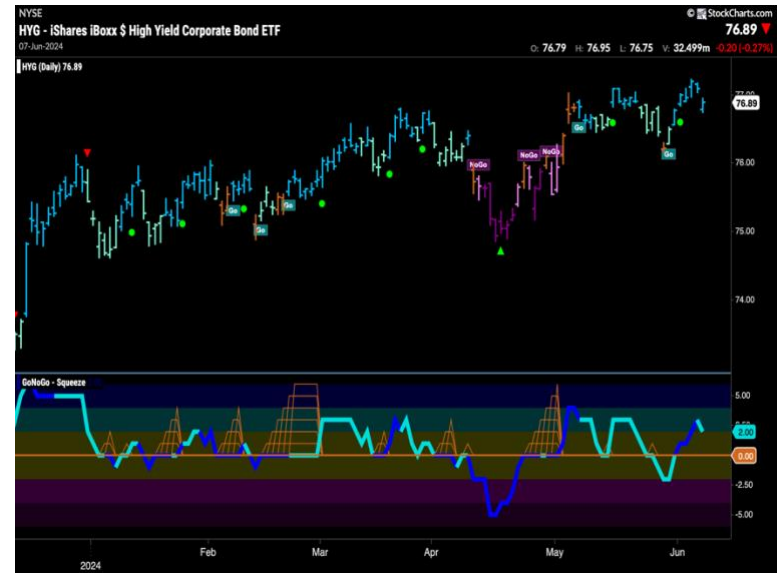 NYSE
© StockCharts.com
HYG - iShares iBoxx $ High Yield Corporate Bond ETF
76.89
07-Jun-2024
O: 76.79 H: 76.95 L: 76.75 V: 32.499m -0.20 (-0.27%)
HYG (Daily) 76.89
77.00
76.89
Go
NoGo
NoGo
NoGo
76.00
Go
Go
Go
Go
75.00
74.00
GoNoGo - Squeeze
5.00
2.00
0.00
-2.50
-5.00
Feb
Mar
Apr
May
Jun
2024